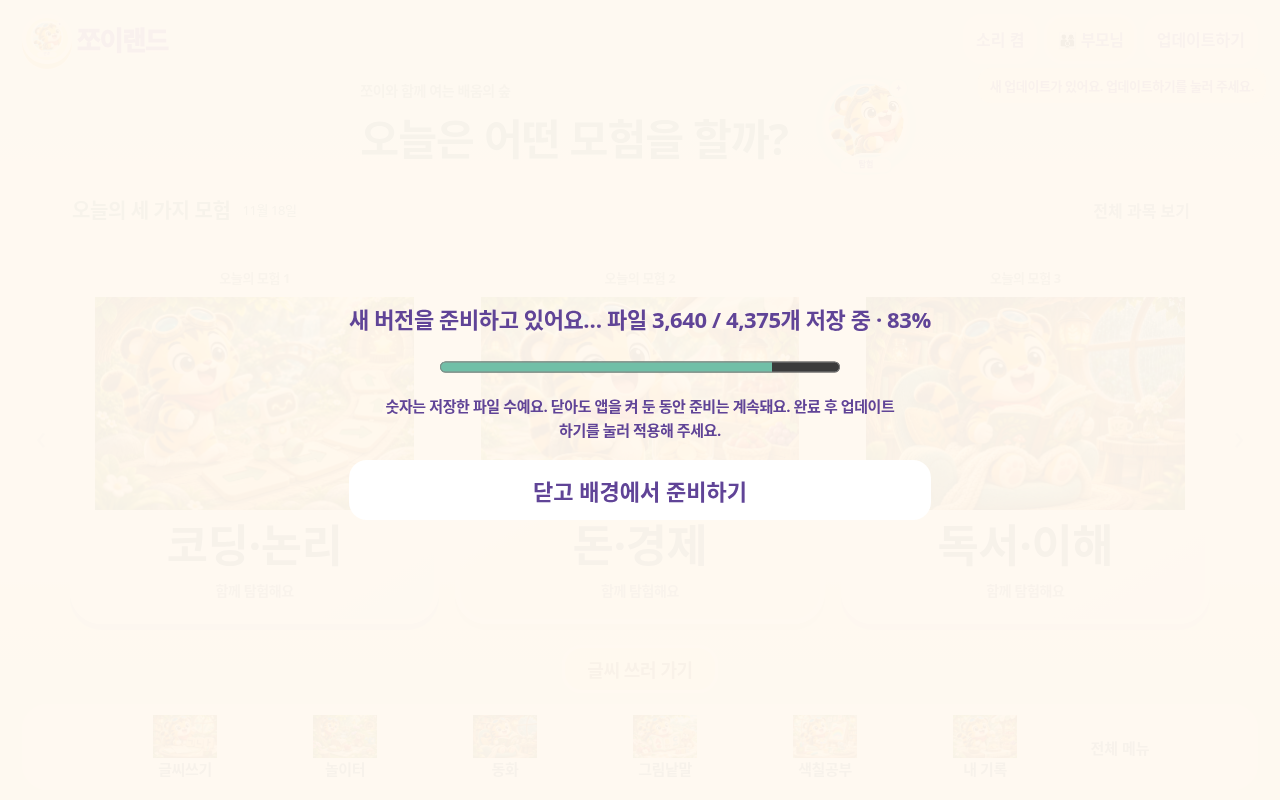 쪼이랜드
소리 켬
부모님
업데이트하기
쪼이와 함께 여는 배움의 숲
새 업데이트가 있어요. 업데이트하기를 눌러 주세요.
오늘은 어떤 모험을 할까?
오늘의 세 가지 모험
전체 과목 보기
오늘의 모험 1
오늘의 모험 2
오늘의 모험
새 버전을 준비하고 있어요... 파일 3,640 / 4,375개 저장 중 · 83%
숫자는 저장한 파일 수예요. 닫아도 앱을 켜 둔 동안 준비는 계속돼요. 완료 후 업데이트
하기를 눌러 적용해 주세요.
닫고 배경에서 준비하기
코딩·논리
돈·경제
독서·이해
함께 탐험해요
함께 탐험해요
함께 탐험해요
글씨 쓰러 가기
글씨쓰기
놀이터
동화
그림낱말
색칠공부
내 기록
전체 메뉴